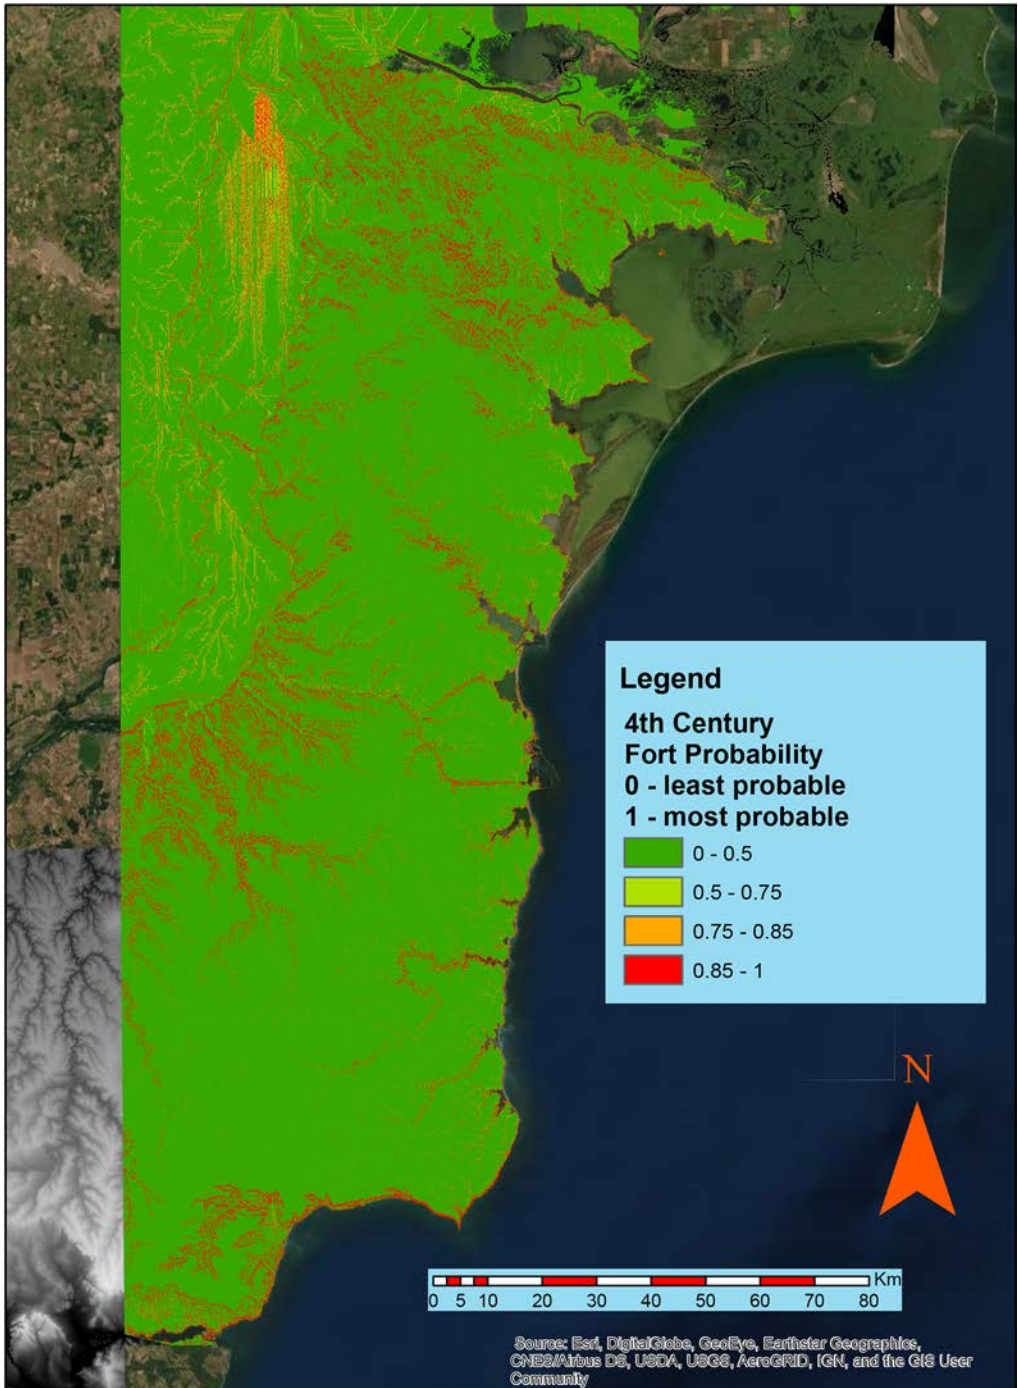 Legend
4th Century
Fort Probability
0 - least probable
1 - most probable
0 - 0.5
0.5 - 0.75
0.75 - 0.85
0.85 - 1
N
Km
0 5 10 20 30 40 50 60 70 80
Source: Esri, DigitalGlobe, GeoEye, Earthstar Geographics,
CNES/Airbus DS, USDA, USGS, AeroGRID, IGN, and the GIS User
Community